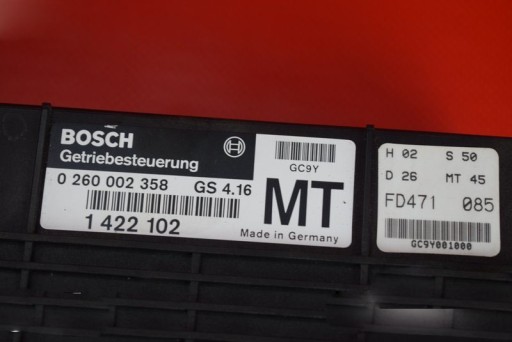 BOSCH
Getriebesteuerung
0 260 002 358 GS 4.16
1 422 102
GC9Y
MT
Made in Germany
H 02 S 50
D 26 MT 45
FD471 085
GC9Y001000